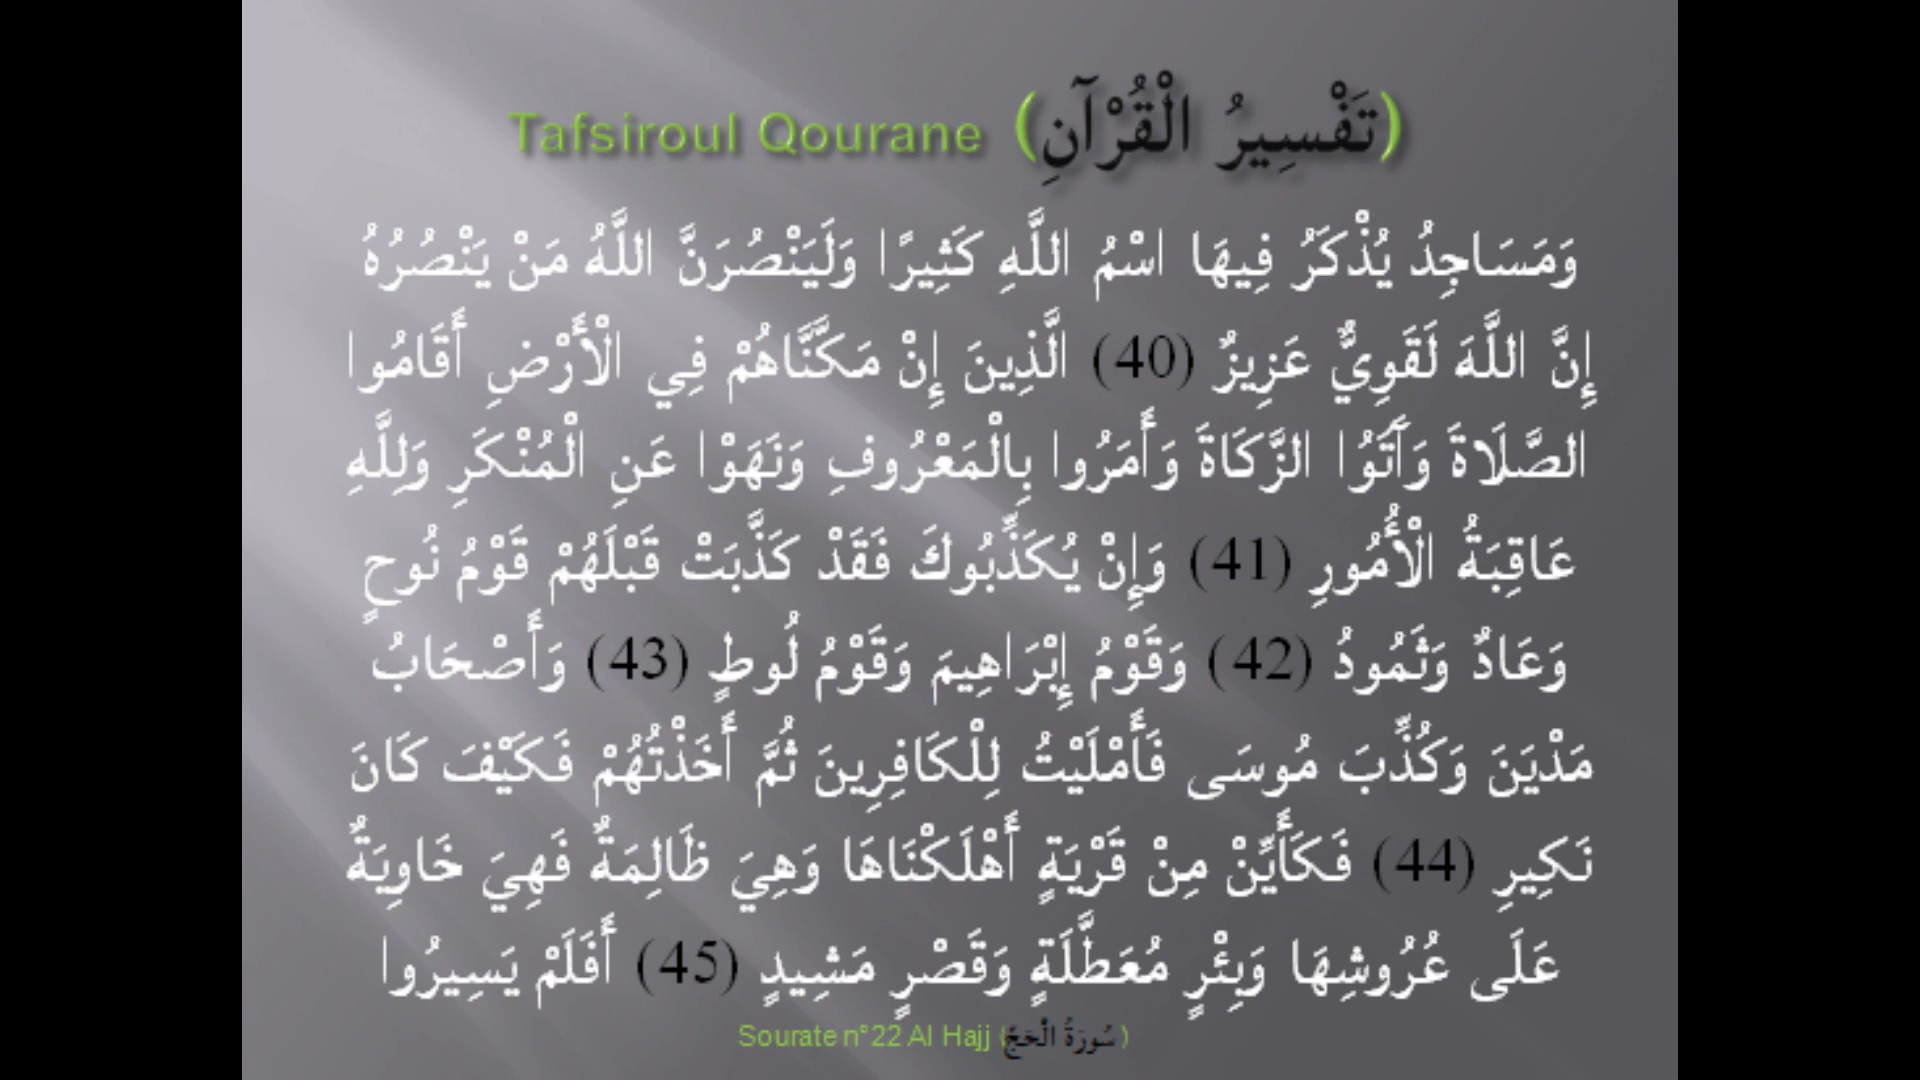 Tafsiroul Qourane (تَفْسِيرُ الْقُرْآنِ)
وَمَسَاجِدُ يُذْكَرُ فِيهَا اسْمُ اللَّهِ كَثِيرًا وَلَيَنْصُرَنَّ اللَّهُ مَنْ يَنْصُرُهُ
إِنَّ اللَّهَ لَقَوِيٌّ عَزِيزٌ (40) الَّذِينَ إِنْ مَكَّنَّاهُمْ فِي الْأَرْضِ أَقَامُوا
الصَّلَاةَ وَآَتَوُا الزَّكَاةَ وَأَمَرُوا بِالْمَعْرُوفِ وَنَهَوْا عَنِ الْمُنْكَرِ وَلِلَّهِ
عَاقِبَةُ الْأُمُورِ (41) وَإِنْ يُكَذِّبُوكَ فَقَدْ كَذَّبَتْ قَبْلَهُمْ قَوْمُ نُوحٍ
وَعَادٌ وَثَمُودُ (42) وَقَوْمُ إِبْرَاهِيمَ وَقَوْمُ لُوطٍ (43) وَأَصْحَابُ
مَدْيَنَ وَكُذِّبَ مُوسَى فَأَمْلَيْتُ لِلْكَافِرِينَ ثُمَّ أَخَذْتُهُمْ فَكَيْفَ كَانَ
نَكِيرِ (44) فَكَأَيِّنْ مِنْ قَرْيَةٍ أَهْلَكْنَاهَا وَهِيَ ظَالِمَةٌ فَهِيَ خَاوِيَةٌ
عَلَى عُرُوشِهَا وَبِئْرٍ مُعَطَّلَةٍ وَقَصْرٍ مَشِيدٍ (45) أَفَلَمْ يَسِيرُوا
Sourate n°22 Al Hajj (سُورَةُ الْحَجِّ)